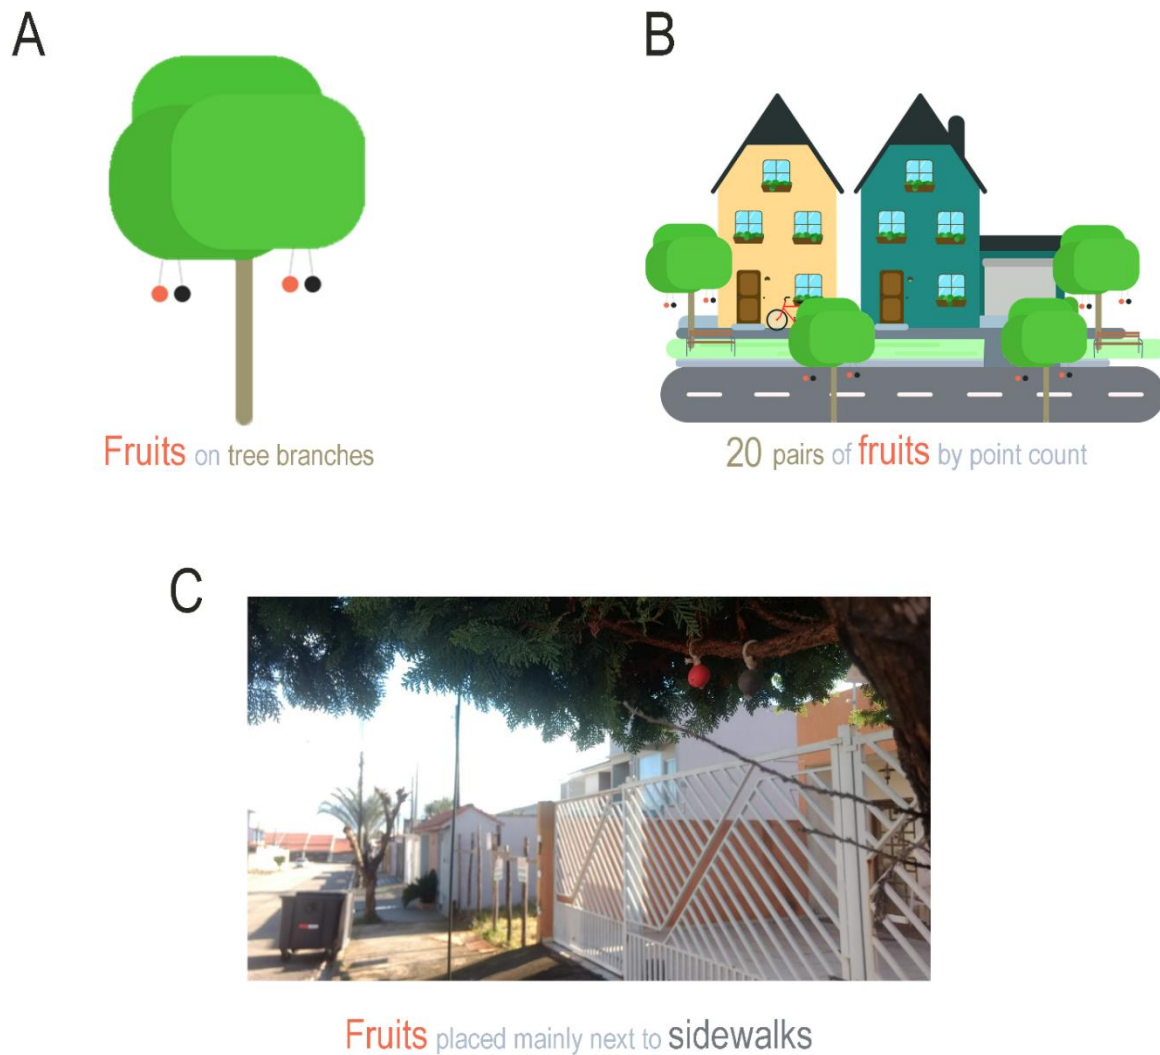 A
B
Fruits on tree branches
20 pairs of fruits by point count
C
Fruits placed mainly next to sidewalks